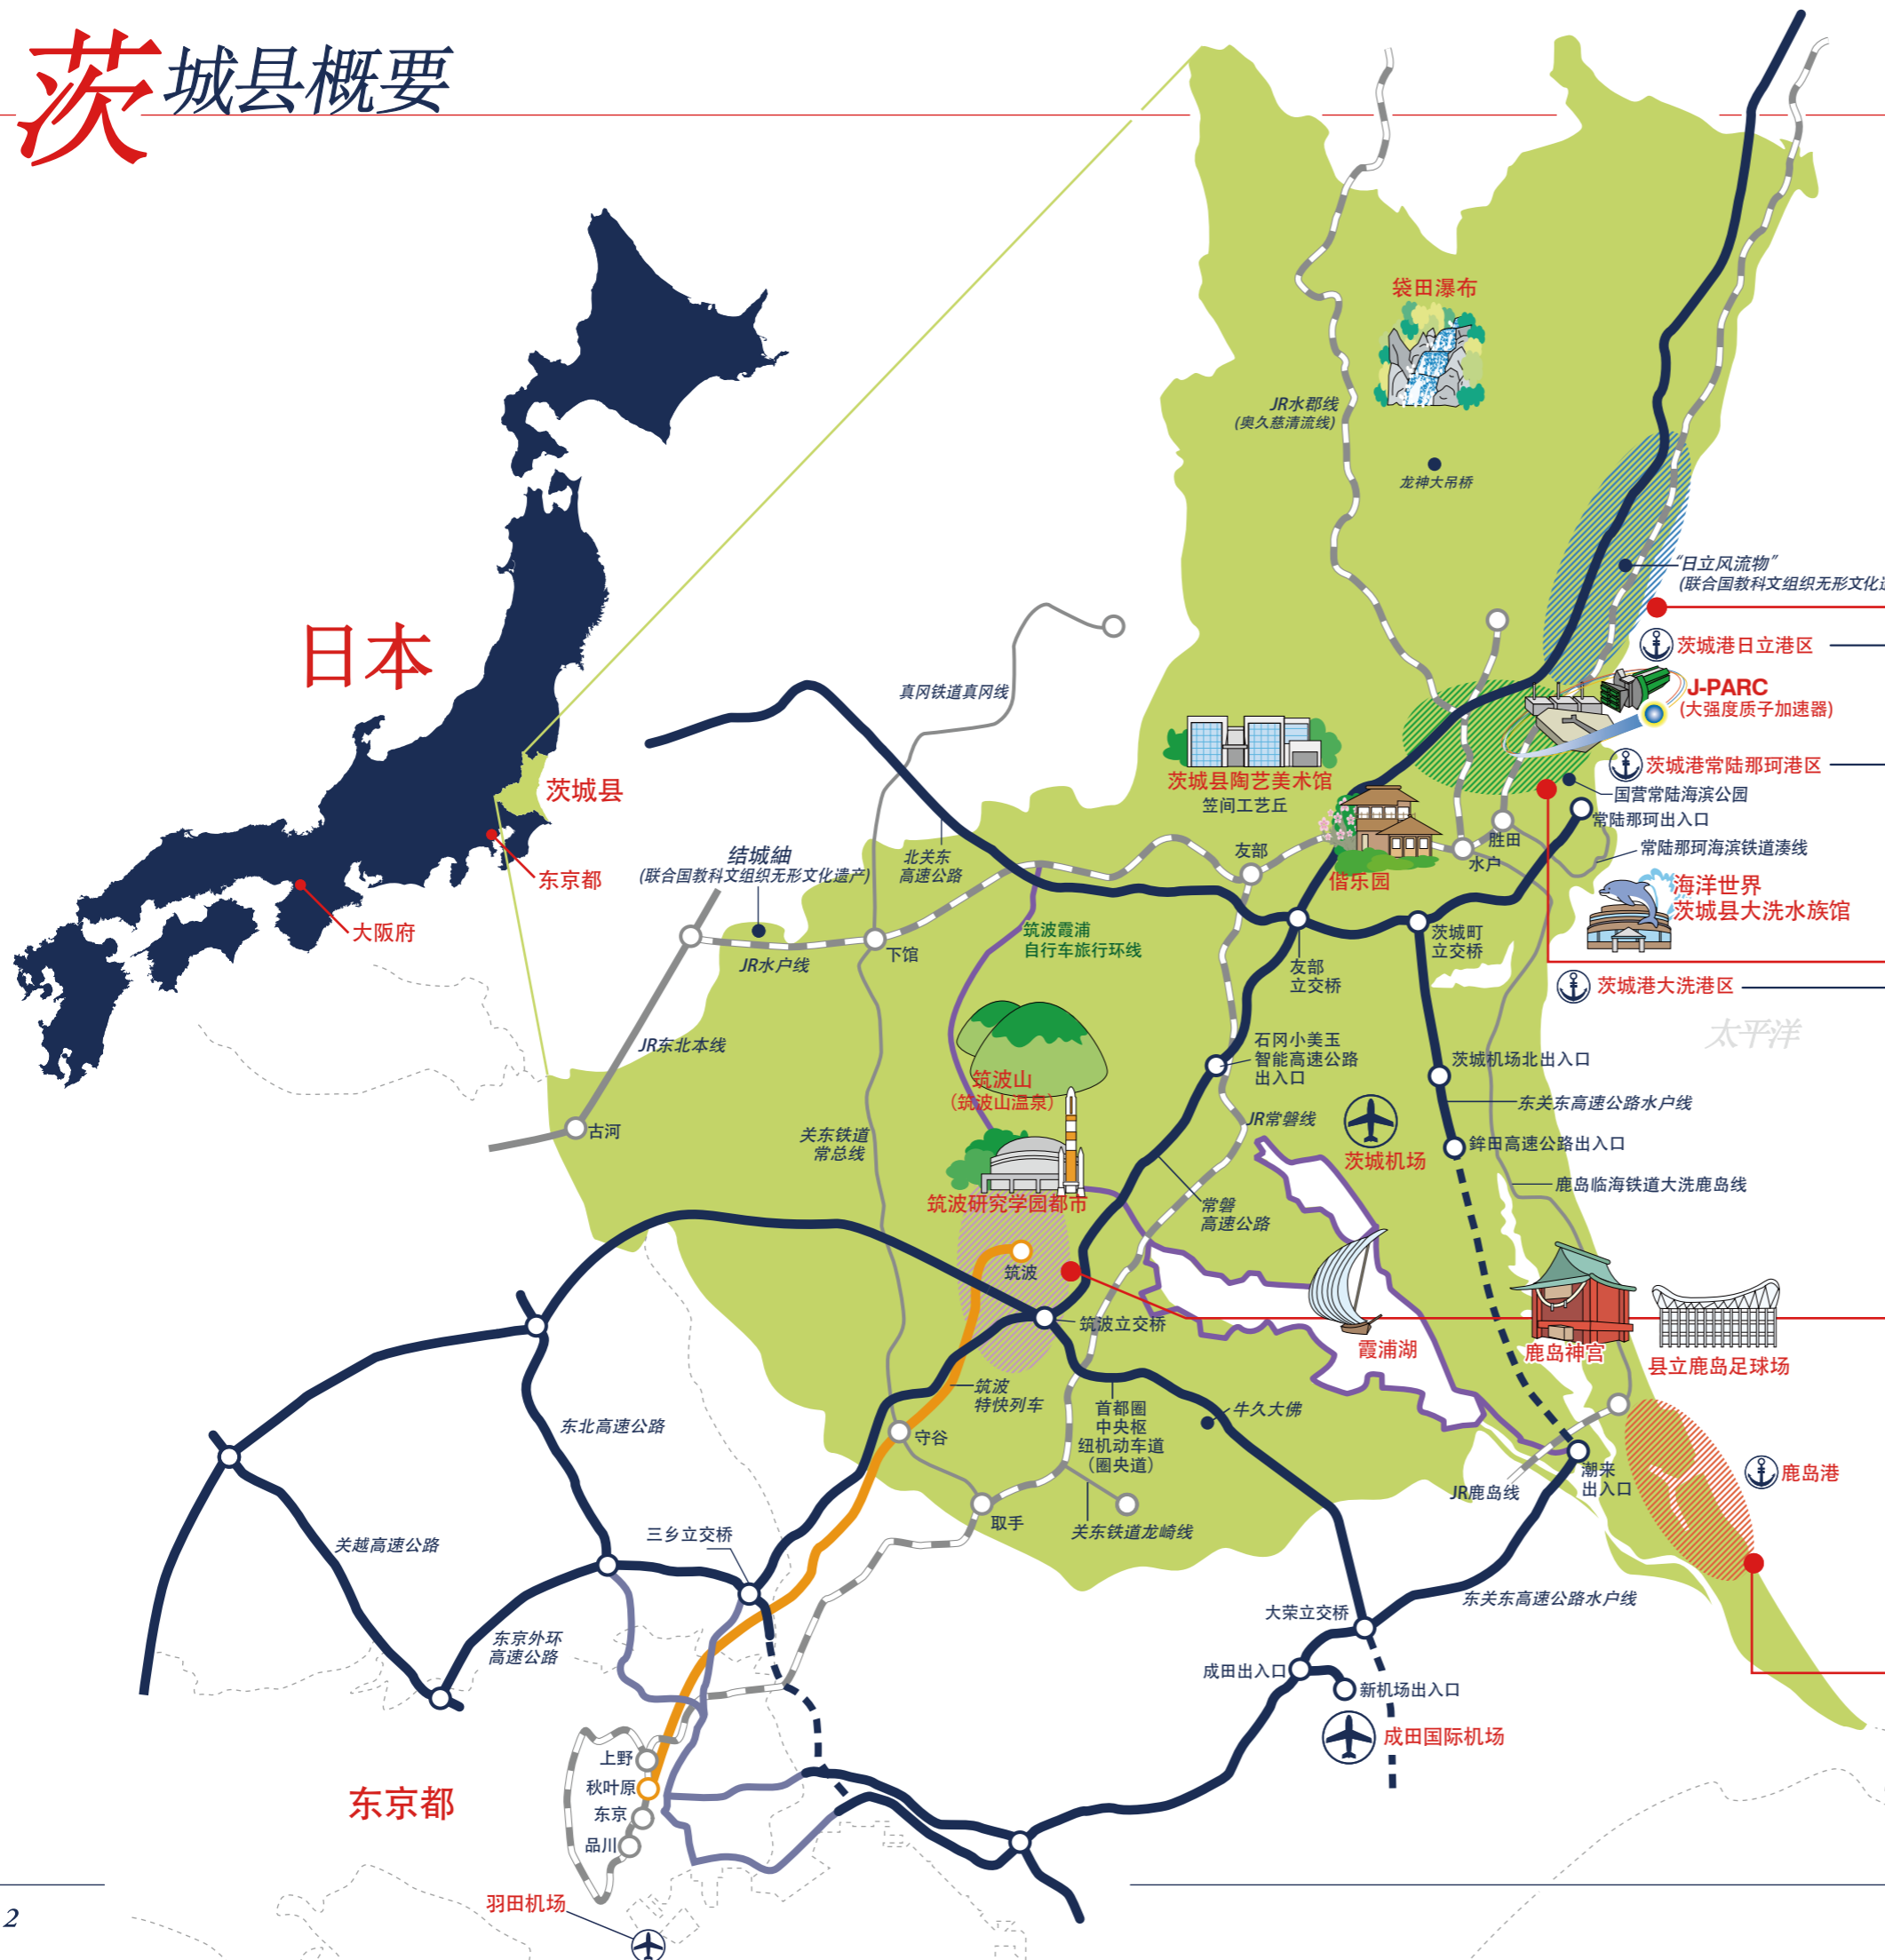 茨城县概要
日本
茨城县
东京都
大阪府
袋田瀑布
JR水郡线
(奥久慈清流线)
龙神大吊桥
“日立风流物”
(联合国教科文组织无形文化
茨城港日立港区
J-PARC
(大强度质子加速器)
茨城港常陆那珂港区
国营常陆海滨公园
常陆那珂出入口
常陆那珂海滨铁道湊线
海洋世界
茨城县大洗水族馆
茨城港大洗港区
太平洋
真冈铁道真冈线
茨城县陶艺美术馆
笠间工艺丘
友部
偕乐园
胜田
水户
结城紬
(联合国教科文组织无形文化遗产)
北关东
高速公路
筑波霞浦
自行车旅行环线
下馆
JR水户线
友部
立交桥
茨城町
立交桥
JR东北本线
古河
筑波山
（筑波山温泉）
石冈小美玉
智能高速公路
出入口
茨城机场北出入口
东关东高速公路水户线
鉾田高速公路出入口
鹿岛临海铁道大洗鹿岛线
JR常磐线
茨城机场
关东铁道
常总线
筑波研究学园都市
常磐
高速公路
筑波
筑波立交桥
霞浦湖
鹿岛神宫
县立鹿岛足球场
筑波
特快列车
首都圈
中央枢
纽机动车道
（圈央道）
牛久大佛
守谷
取手
关东铁道龙崎线
JR鹿岛线
潮来
出入口
鹿岛港
东北高速公路
关越高速公路
三乡立交桥
东京外环
高速公路
大荣立交桥
东关东高速公路水户线
成田出入口
新机场出入口
成田国际机场
上野
秋叶原
东京
品川
东京都
羽田机场
2